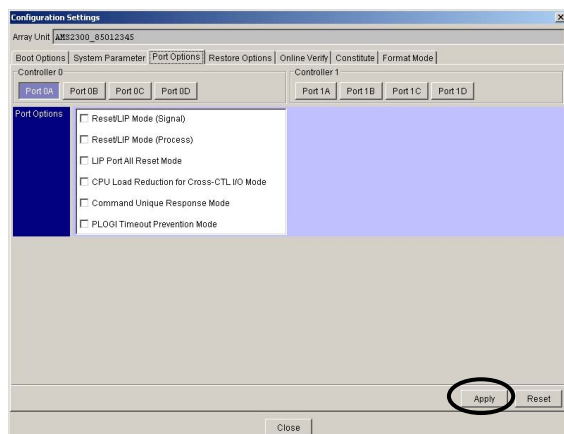 Configuration Settings
Array Unit AMS2300_85012345
Boot Options System Parameter Port Options Restore Options Online Verify Constitute Format Mode
Controller 0 Controller 1
Port 0A Port 0B Port 0C Port 0D Port 1A Port 1B Port 1C Port 1D
Port Options
Reset/LIP Mode (Signal)
Reset/LIP Mode (Process)
LIP Port All Reset Mode
CPU Load Reduction for Cross-CTL I/O Mode
Command Unique Response Mode
PLOGI Timeout Prevention Mode
Apply Reset
Close